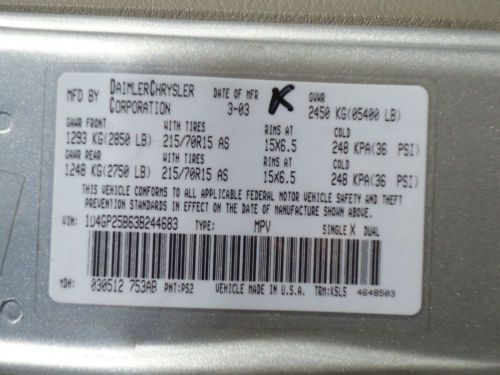 MFD BY DAIMLERCHRYSLER CORPORATION DATE OF MFR 3-03 K GVWR 2450 KG(05400 LB)
GAWR FRONT WITH TIRES RIMS AT COLD
1293 KG(2850 LB) 215/70R15 AS 15X6.5 248 KPA(36 PSI)
GAWR REAR WITH TIRES RIMS AT COLD
1248 KG(2750 LB) 215/70R15 AS 15X6.5 248 KPA(36 PSI)
THIS VEHICLE CONFORMS TO ALL APPLICABLE FEDERAL MOTOR VEHICLE SAFETY AND THEFT
PREVENTION STANDARDS IN EFFECT ON THE DATE OF MANUFACTURE SHOWN ABOVE.
VIN: 1D4GP25B63B244683 TYPE: MPV SINGLE X DUAL
MDH: 030512 753AB PNT:PS2 VEHICLE MADE IN U.S.A. TRM:K5LS 4648503